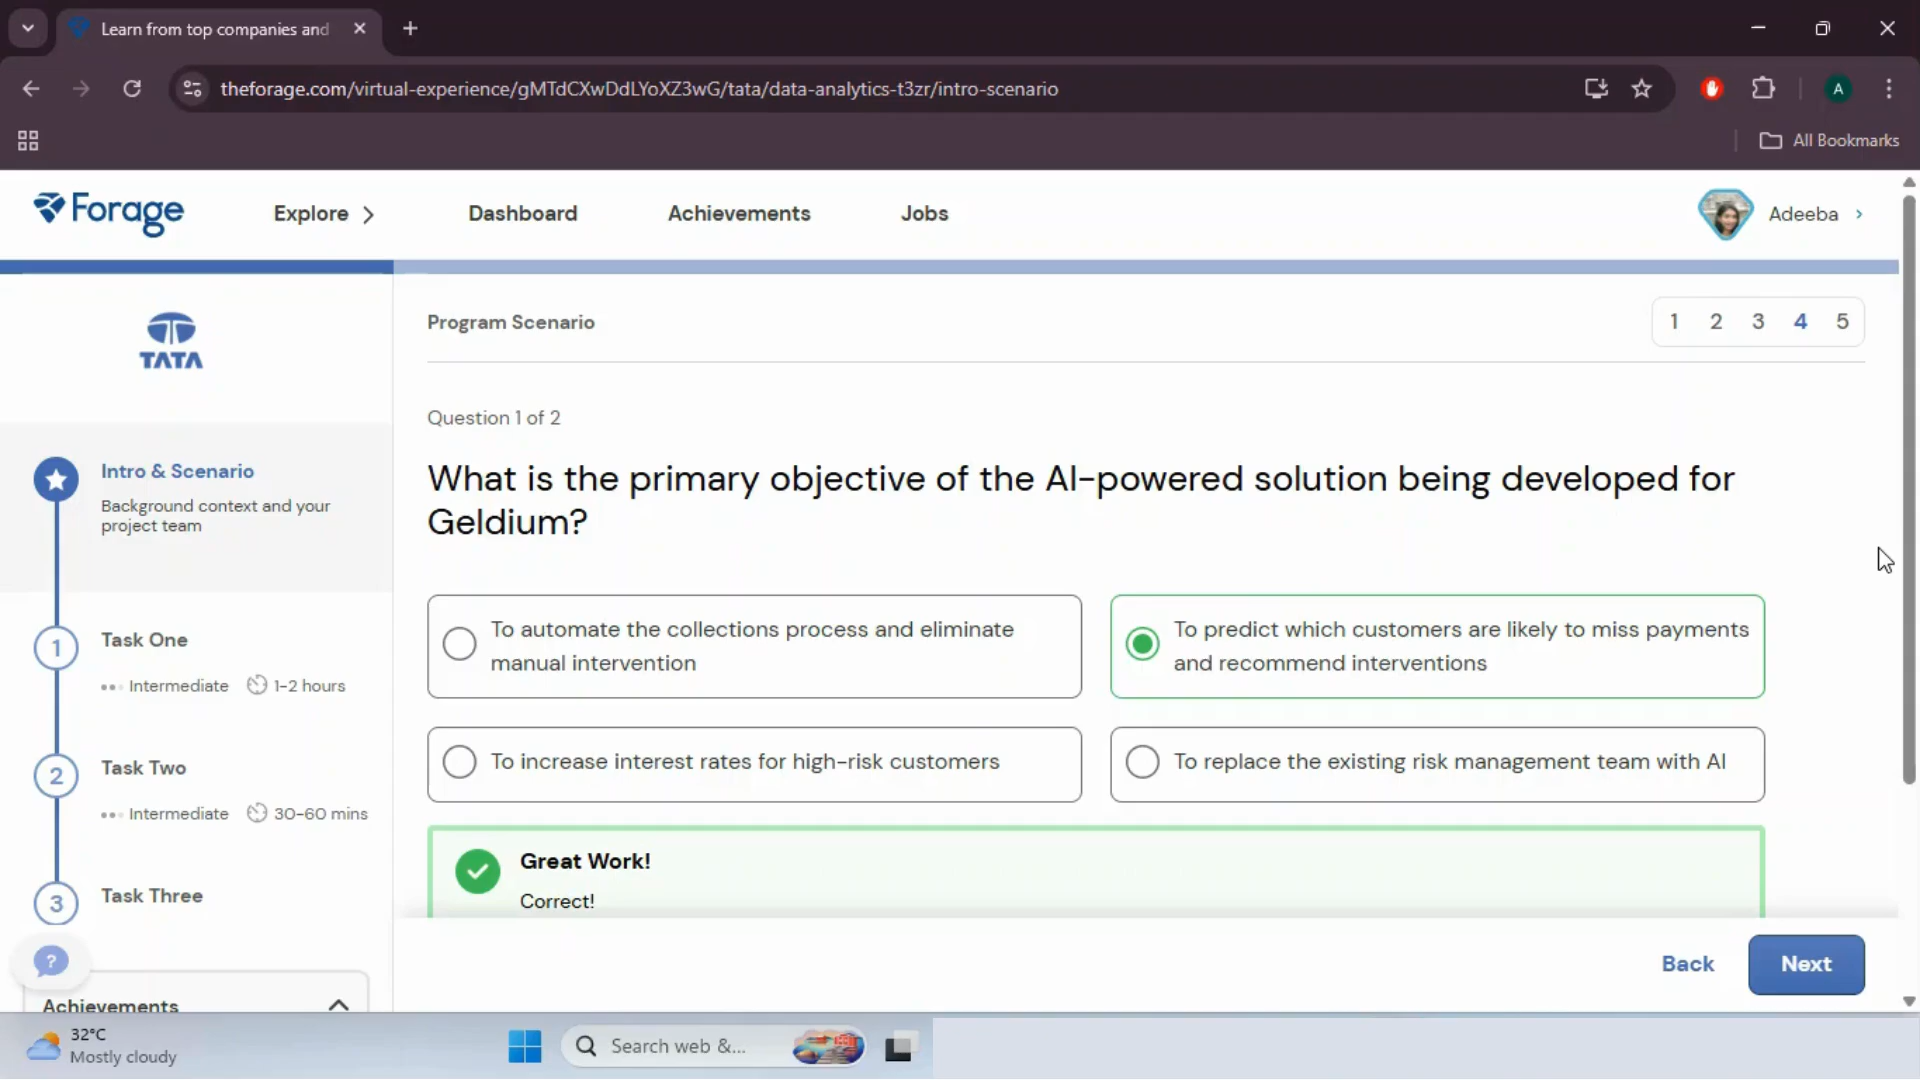 Learn from top companies and
theforage.com/virtual-experience/gMTdCXwDdLYoXZ3wG/tata/data-analytics-t3zr/intro-scenario
A
All Bookmarks
Forage
Explore
Dashboard
Achievements
Jobs
Adeeba
TATA
Program Scenario
1 2 3 4 5
Question 1 of 2
What is the primary objective of the AI-powered solution being developed for
Geldium?
Intro & Scenario
Background context and your
project team
1
Task One
Intermediate 1-2 hours
2
Task Two
Intermediate 30-60 mins
3
Task Three
To automate the collections process and eliminate
manual intervention
To predict which customers are likely to miss payments
and recommend interventions
To increase interest rates for high-risk customers
To replace the existing risk management team with AI
Great Work!
Correct!
?
Achievements
Back
Next
32°C
Mostly cloudy
Search web &...